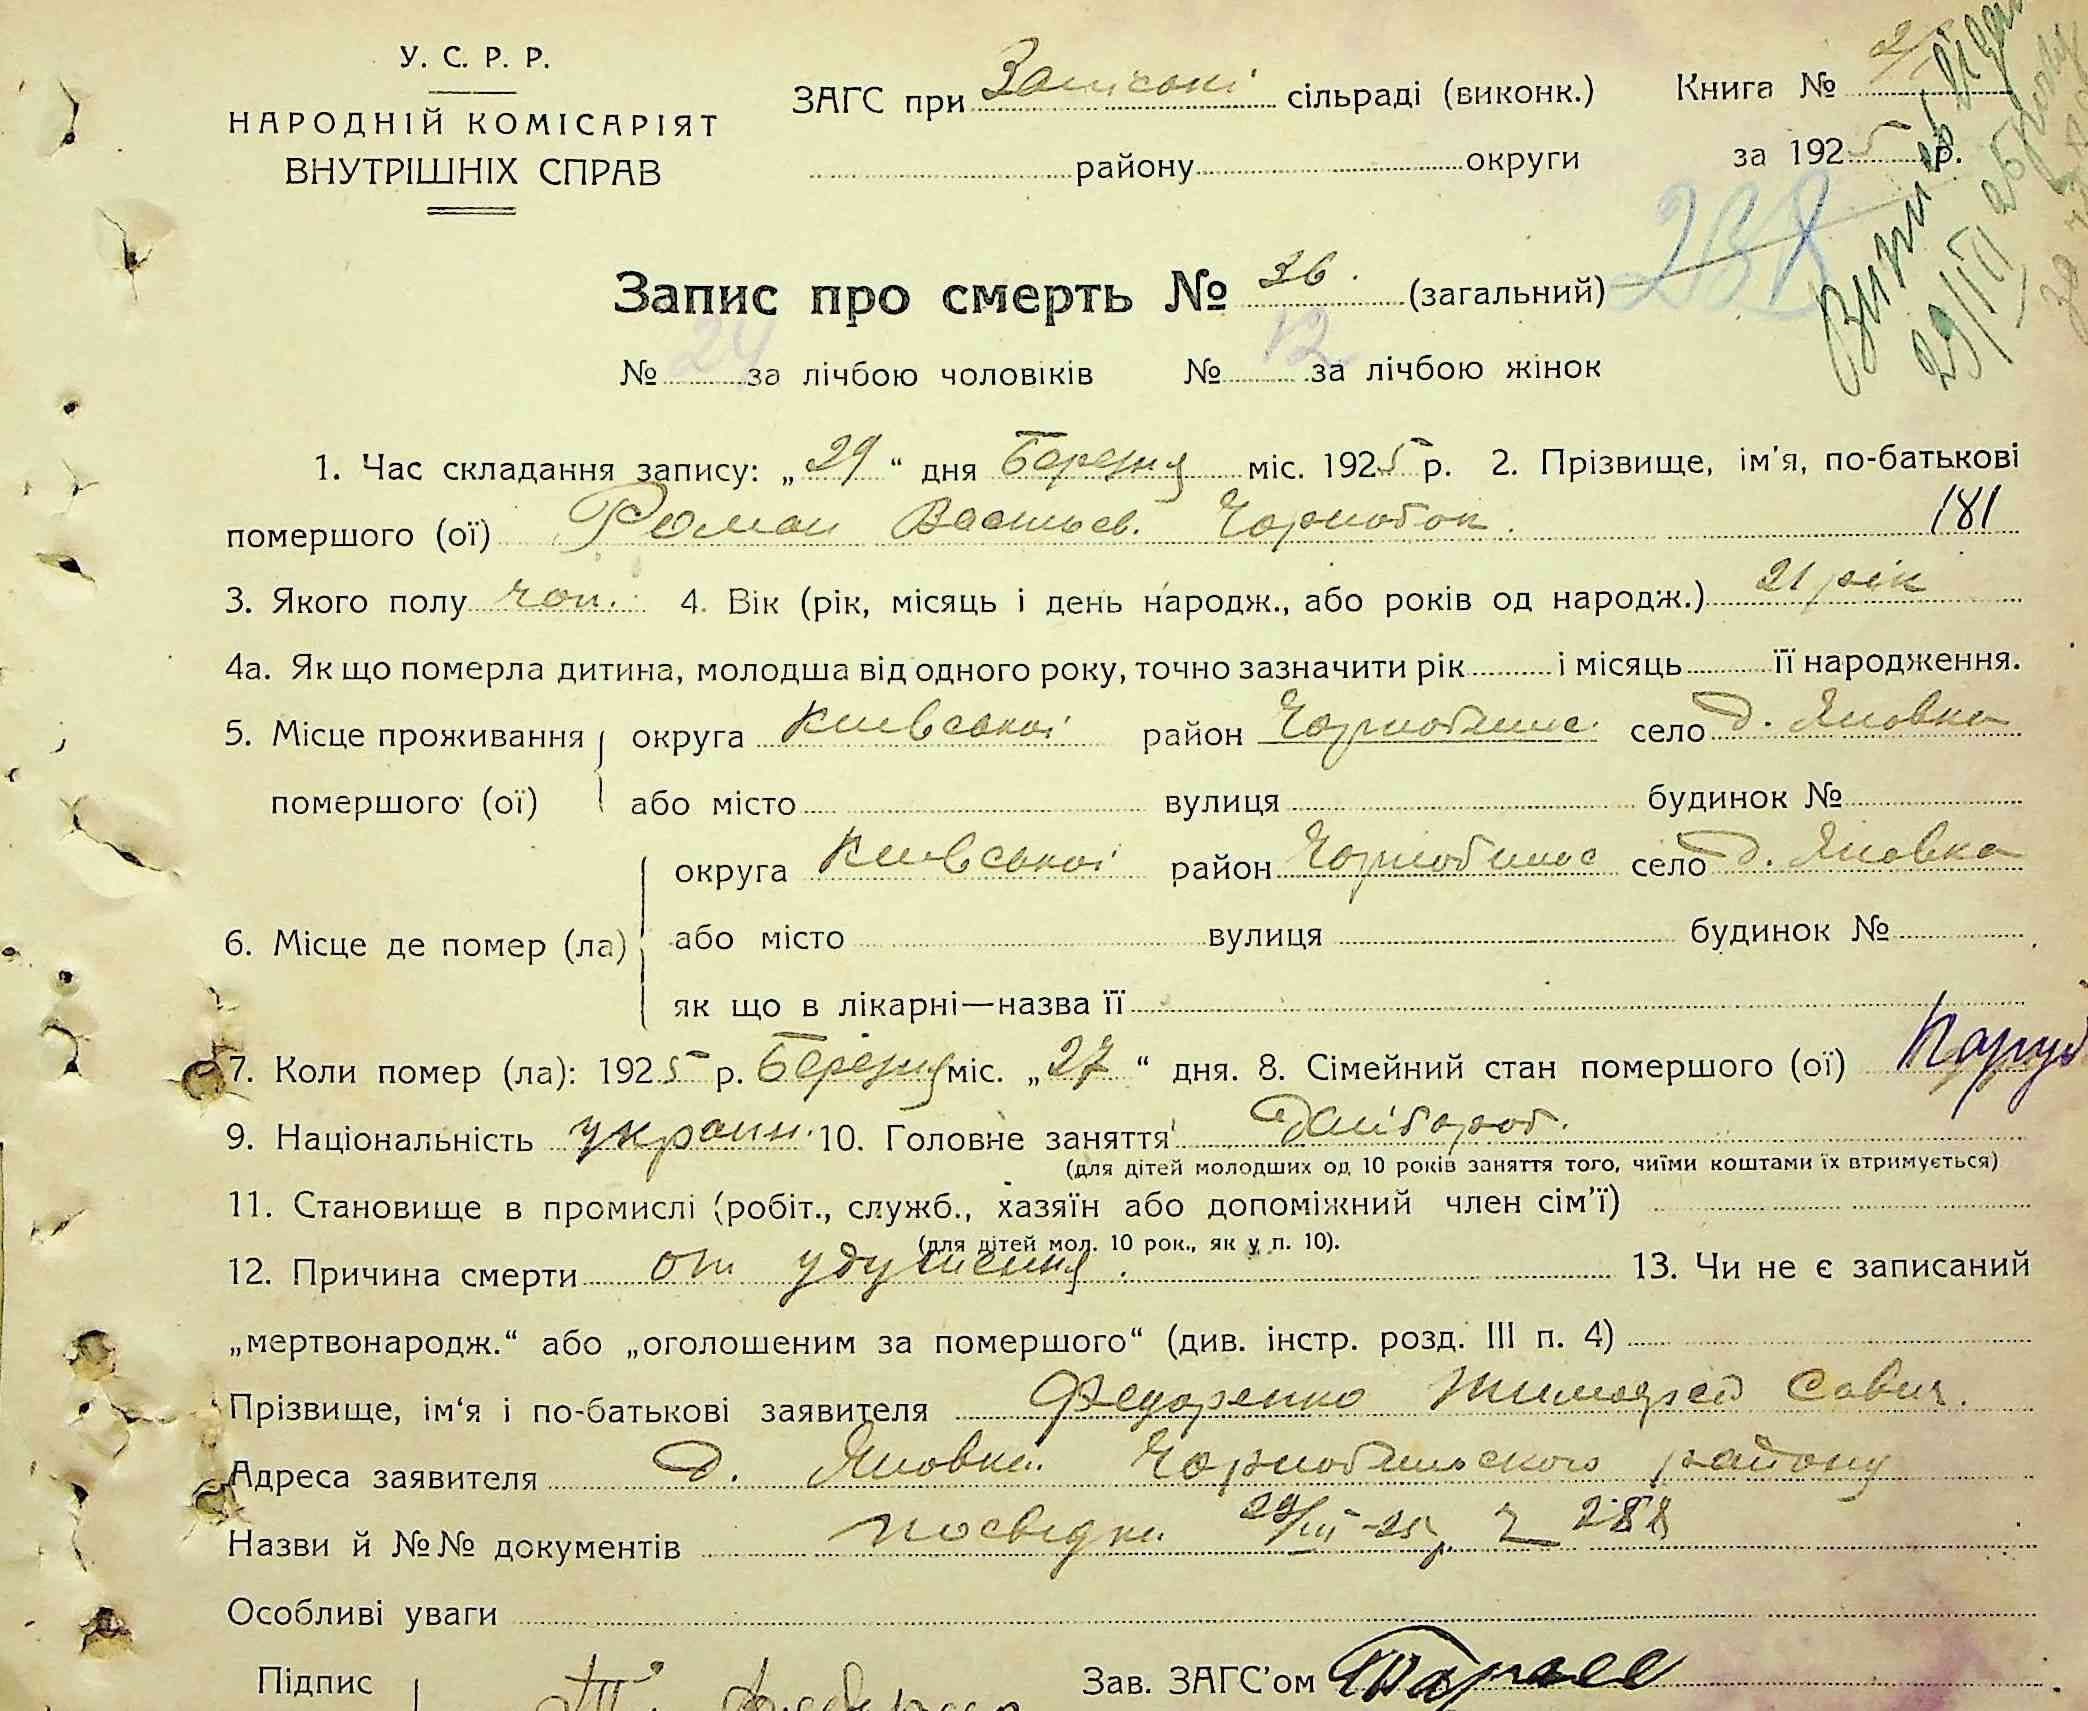 У. С. Р. Р.
НАРОДНІЙ КОМІСАРІЯТ
ВНУТРІШНІХ СПРАВ
ЗАГС при сільраді (виконк.)
району округи
Книга №
за 1925 р.
Запис про смерть № 36. (загальний)
288
№ 24 за лічбою чоловіків № 12 за лічбою жінок
1. Час складання запису: „29“ дня Березня міс. 1925 р. 2. Прізвище, ім'я, по-батькові
помершого (ої) Роман Васильев. 181
3. Якого полу чол. 4. Вік (рік, місяць і день народж., або років од народж.) 21 рік
4а. Як що померла дитина, молодша від одного року, точно зазначити рік і місяць її народження.
5. Місце проживання округа Київської район Чорнобильс. село д. Яновка
помершого (ої) або місто вулиця будинок №
округа Київської район Чорнобильс село д. Яновка
6. Місце де помер (ла) або місто вулиця будинок №
як що в лікарні—назва її
7. Коли помер (ла): 1925 р. Березня міс. „27“ дня. 8. Сімейний стан помершого (ої)
9. Національність украин. 10. Головне заняття
(для дітей молодших од 10 років заняття того, чиїми коштами їх втримується)
11. Становище в промислі (робіт., служб., хазяїн або допоміжний член сім'ї)
(для дітей мол. 10 рок., як у п. 10).
12. Причина смерти от удушения. 13. Чи не є записаний
„мертвонародж.“ або „оголошеним за помершого“ (див. інстр. розд. III п. 4)
Прізвище, ім'я і по-батькові заявителя Федоренко Тимофей Савич.
Адреса заявителя д. Яновка Чорнобильского району
Назви й №№ документів посвідка 29/III-25р. 288
Особливі уваги
Підпис Зав. ЗАГС'ом